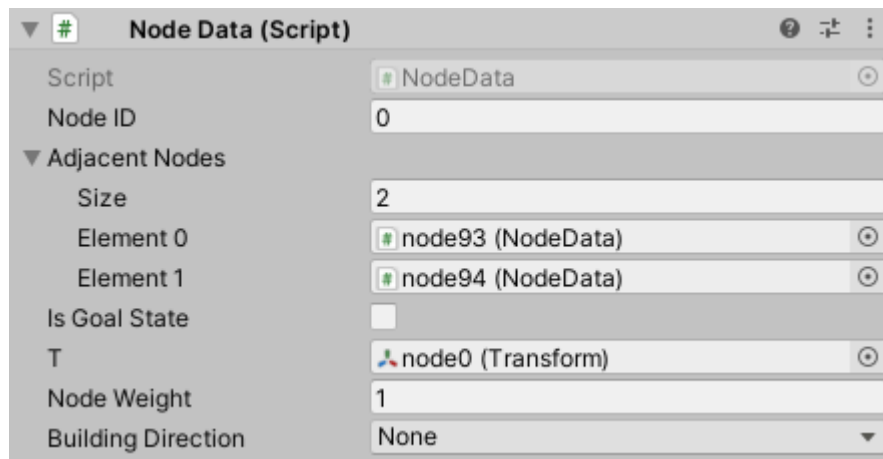 # Node Data (Script) ?
Script # NodeData
Node ID 0
Adjacent Nodes
Size 2
Element 0 # node93 (NodeData)
Element 1 # node94 (NodeData)
Is Goal State
T node0 (Transform)
Node Weight 1
Building Direction None